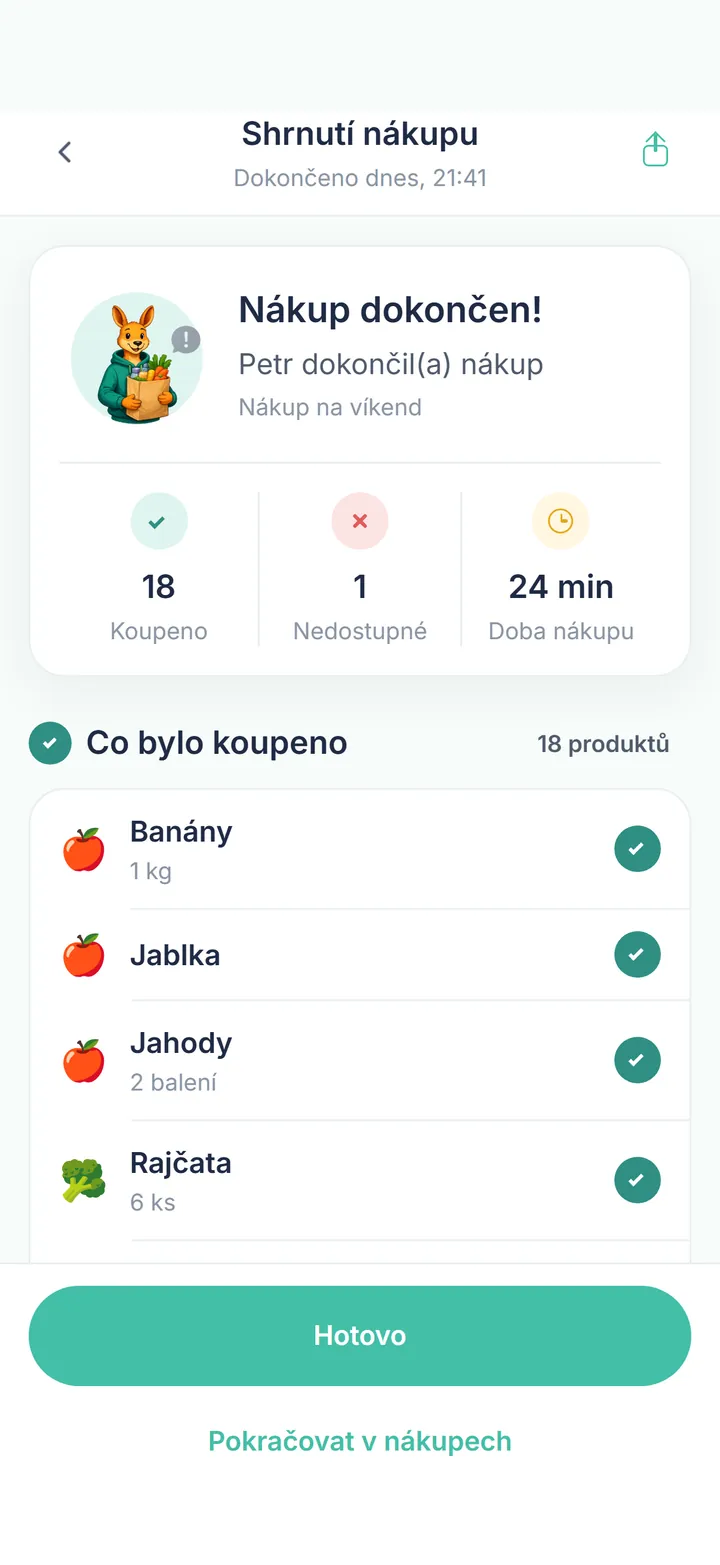 Shrnutí nákupu
Dokončeno dnes, 21:41
Nákup dokončen!
Petr dokončil(a) nákup
Nákup na víkend
18
Koupeno
1
Nedostupné
24 min
Doba nákupu
Co bylo koupeno
18 produktů
Banány
1 kg
Jablka
Jahody
2 balení
Rajčata
6 ks
Hotovo
Pokračovat v nákupech